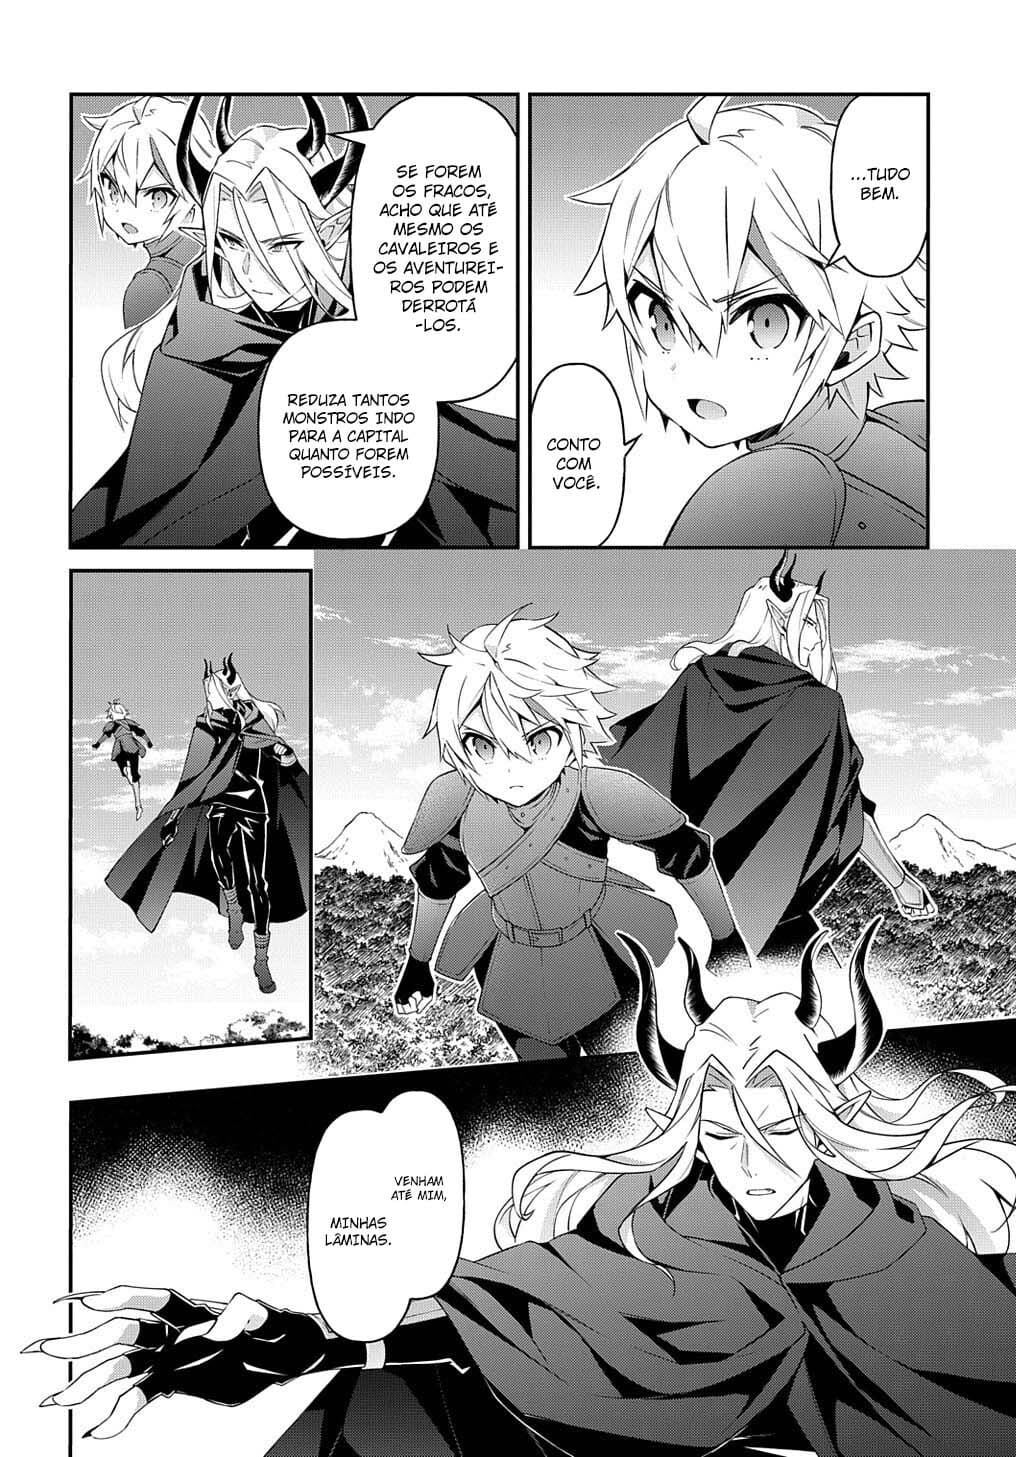 ...TUDO
BEM.
CONTO
COM
VOCÊ.
SE FOREM
OS FRACOS,
ACHO QUE ATÉ
MESMO OS
CAVALEIROS E
OS AVENTUREI-
ROS PODEM
DERROTÁ
-LOS.
REDUZA TANTOS
MONSTROS INDO
PARA A CAPITAL
QUANTO FOREM
POSSÍVEIS.
VENHAM
ATÉ MIM,
MINHAS
LÂMINAS.